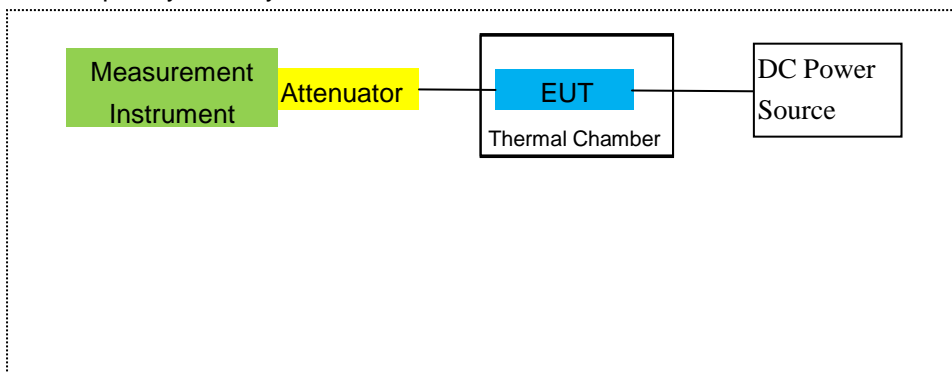 Measurement
Instrument
Attenuator
EUT
Thermal Chamber
DC Power
Source